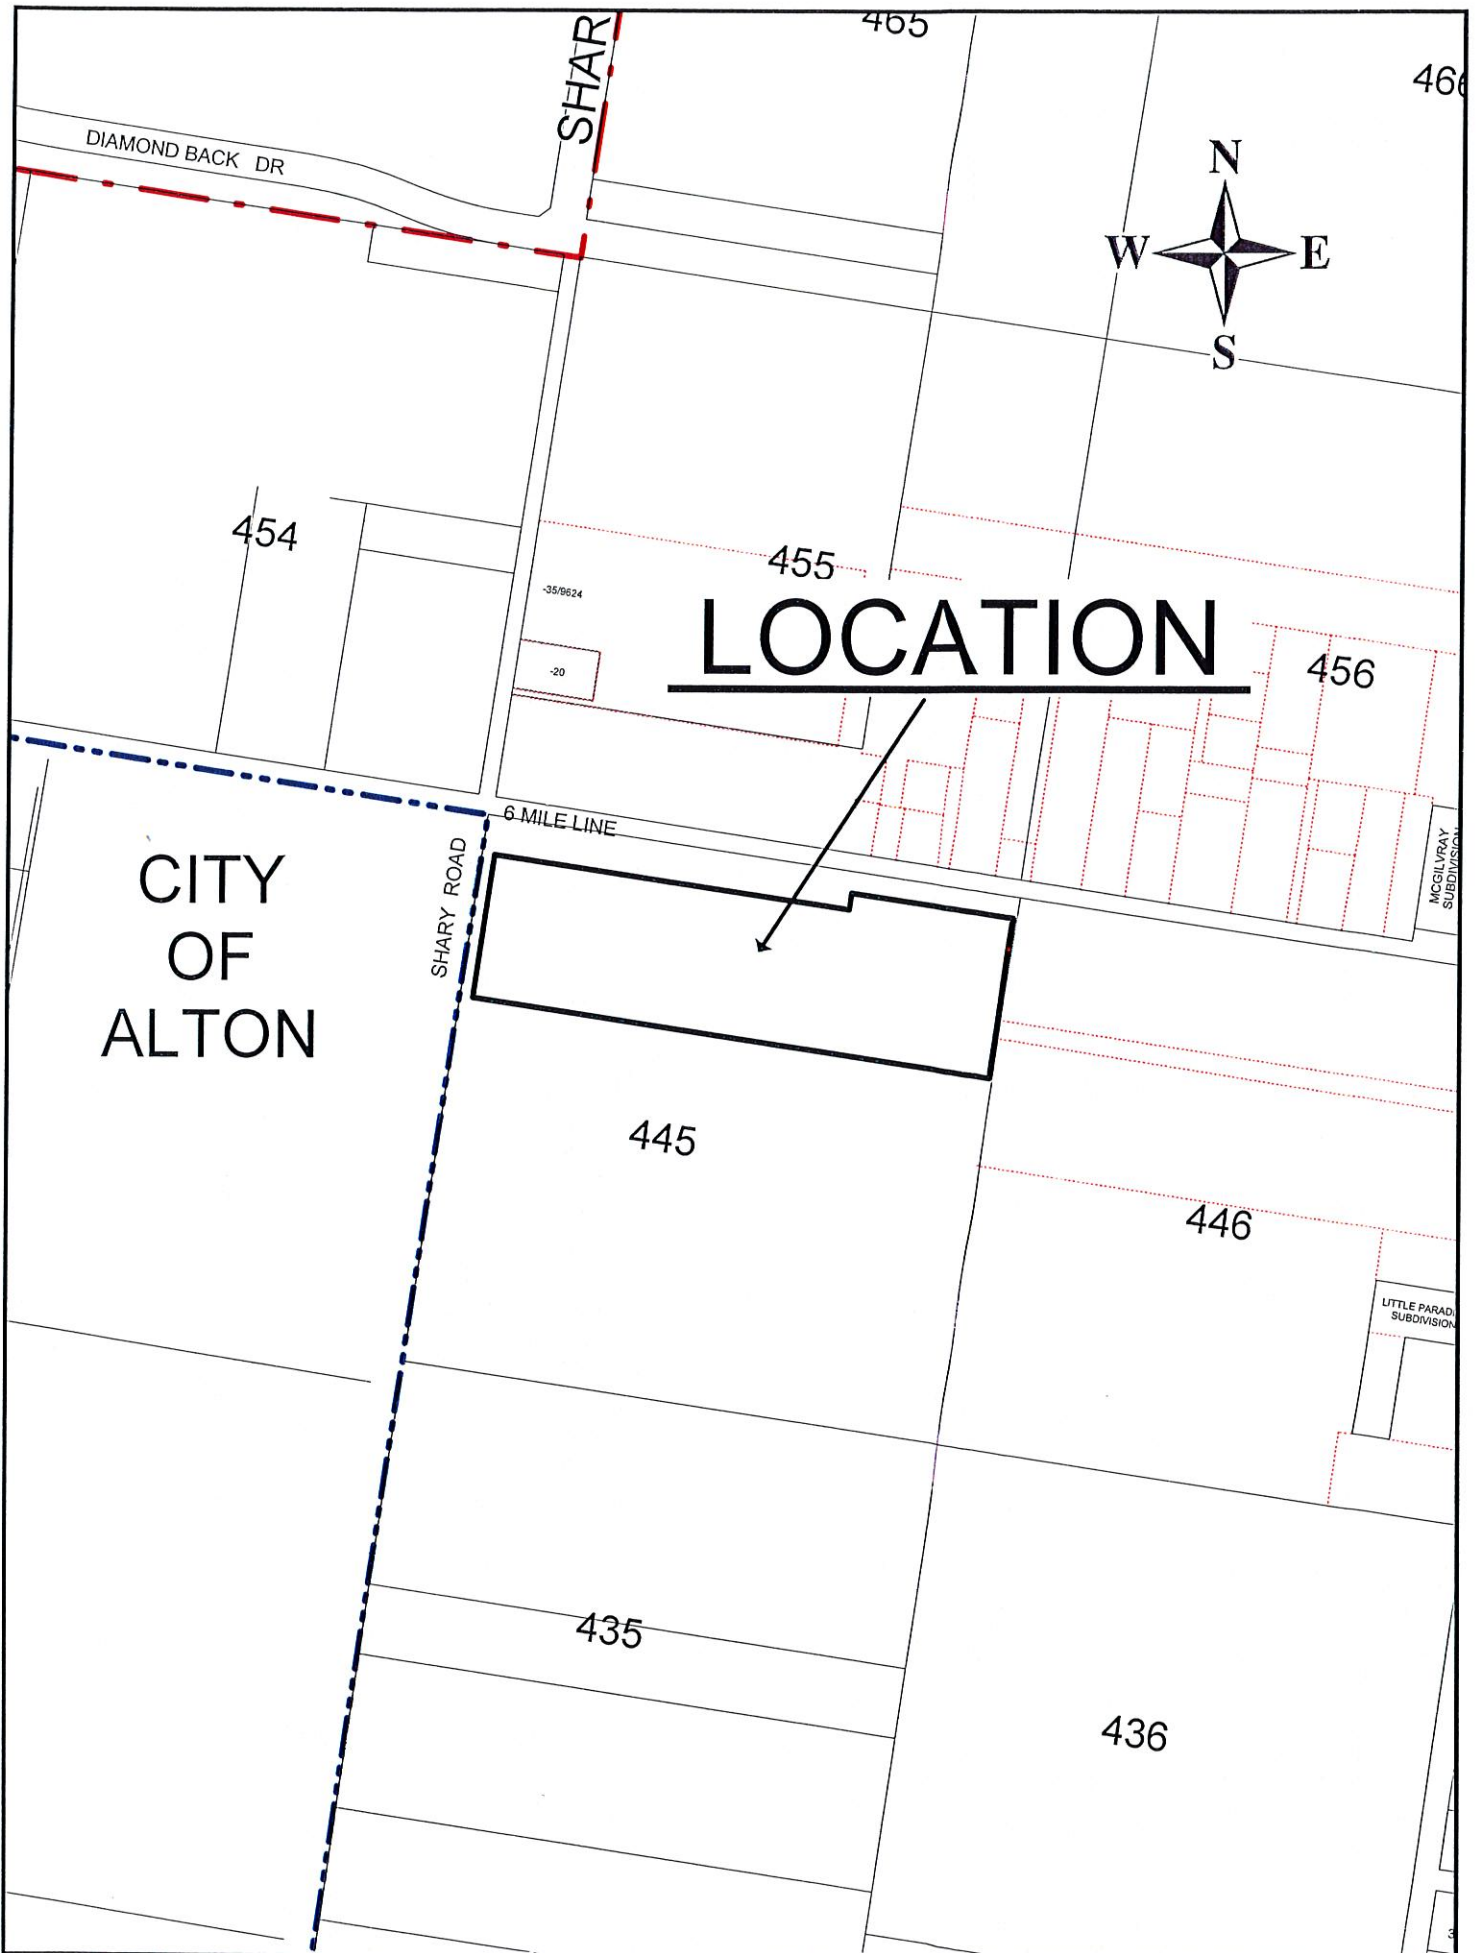 SHAR
465
DIAMOND BACK DR
N
W
E
S
454
455
-35/9624
LOCATION
-20
456
6 MILE LINE
MCGILVRAY
SUBDIVISION
SHARY ROAD
CITY
OF
ALTON
445
446
LITTLE PARADI
SUBDIVISION
435
436